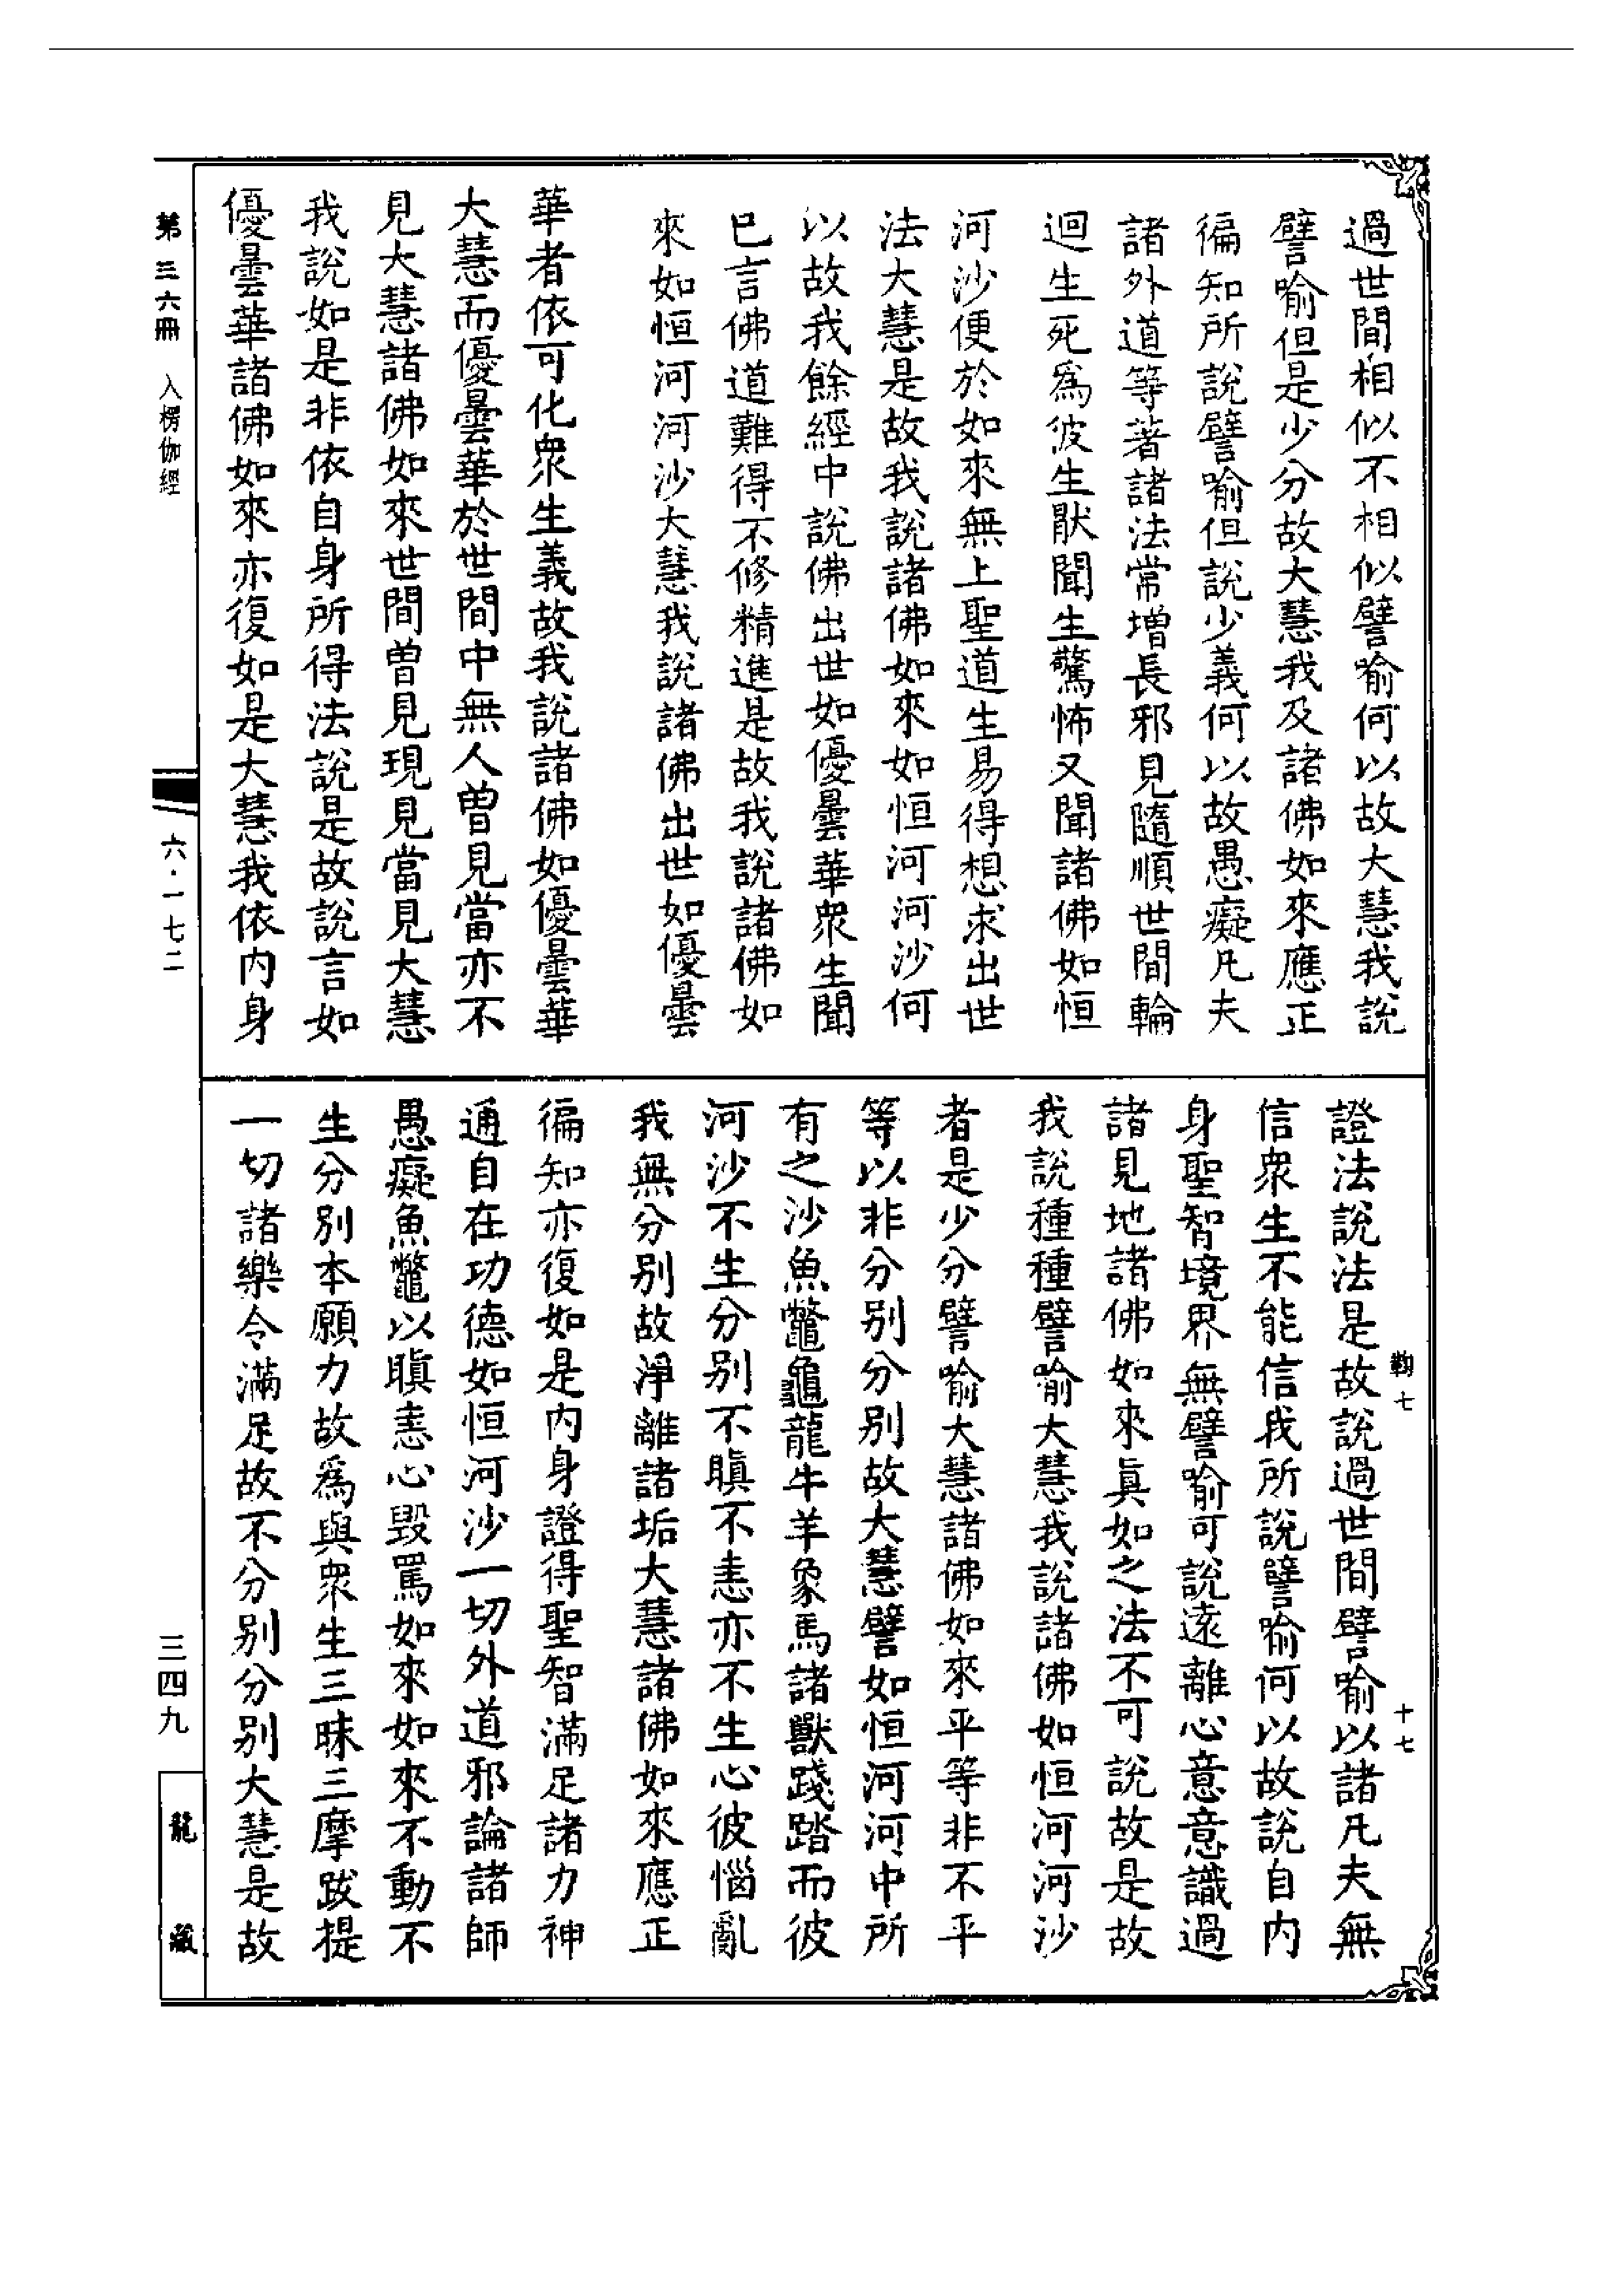 過世間相似不相似譬喻何以故大慧我說
譬喻但是少分故大慧我及諸佛如來應正
徧知所說譬喻但說少義何以故愚癡凡夫
諸外道等著諸法常增長邪見隨順世間輪
迴生死為彼生猒聞生驚怖又聞諸佛如恒
河沙便於如來無上聖道生易得想求出世
法大慧是故我說諸佛如來如恒河河沙何
以故我餘經中說佛出世如優曇華眾生聞
已言佛道難得不修精進是故我說諸佛如
來如恒河河沙大慧我說諸佛出世如優曇
華者依可化眾生義故我說諸佛如優曇華
大慧而優曇華於世間中無人曾見當亦不
見大慧諸佛如來世間曾見現見當見大慧
我說如是非依自身所得法說是故說言如
優曇華諸佛如來亦復如是大慧我依內身
證法說法是故說過世間譬喻以諸凡夫無
信眾生不能信我所說譬喻何以故說自內
身聖智境界無譬喻可說遠離心意意識過
諸見地諸佛如來真如之法不可說故是故
我說種種譬喻大慧我說諸佛如恒河河沙
者是少分譬喻大慧諸佛如來平等非不平
等以非分別分別故大慧譬如恒河河中所
有之沙魚鼈龜龍牛羊象馬諸獸踐踏而彼
河沙不生分別不瞋不恚亦不生心彼惱亂
我無分別故淨離諸垢大慧諸佛如來應正
徧知亦復如是內身證得聖智滿足諸力神
通自在功德如恒河沙一切外道邪論諸師
愚癡魚鼈以瞋恚心毀罵如來如來不動不
生分別本願力故為與眾生三昧三摩跋提
一切諸樂令滿足故不分別分別大慧是故
鞠七
十七
第三六冊 入楞伽經
六·一七二
三四九
龍藏